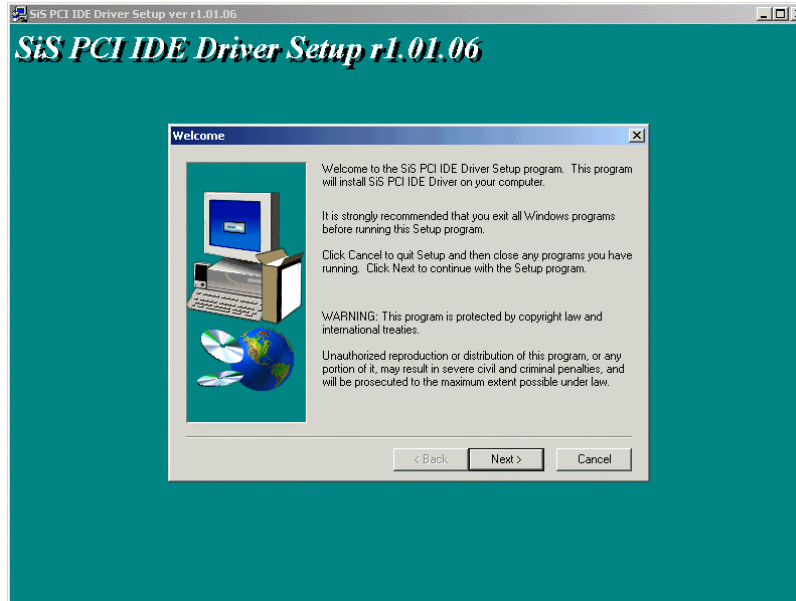 SiS PCI IDE Driver Setup ver r1.01.06
SiS PCI IDE Driver Setup r1.01.06
Welcome
Welcome to the SiS PCI IDE Driver Setup program. This program
will install SiS PCI IDE Driver on your computer.
It is strongly recommended that you exit all Windows programs
before running this Setup program.
Click Cancel to quit Setup and then close any programs you have
running. Click Next to continue with the Setup program.
WARNING: This program is protected by copyright law and
international treaties.
Unauthorized reproduction or distribution of this program, or any
portion of it, may result in severe civil and criminal penalties, and
will be prosecuted to the maximum extent possible under law.
< Back Next > Cancel